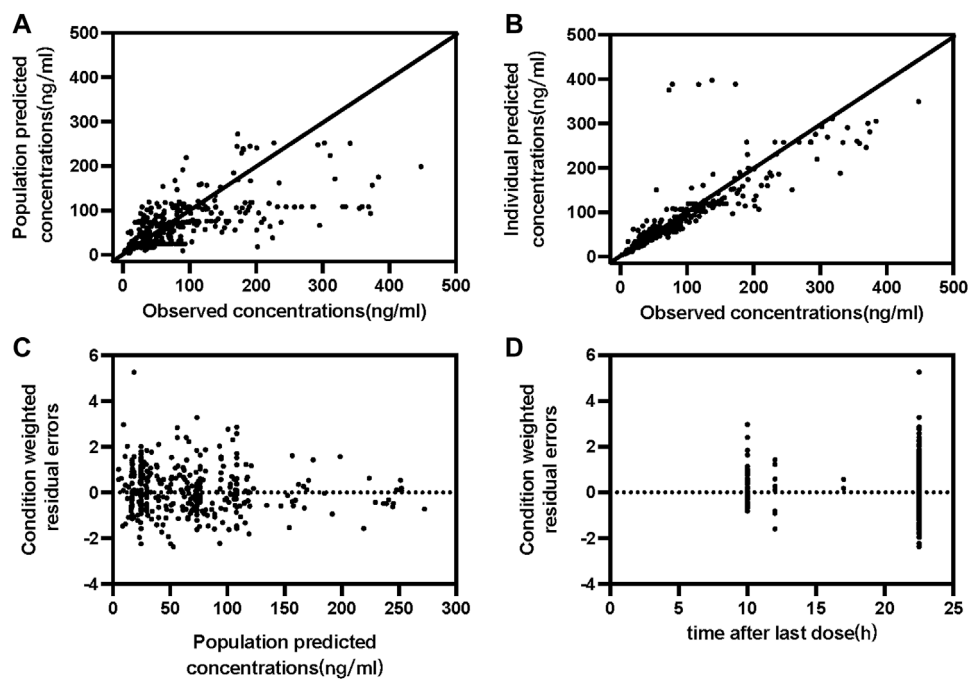 A
500
400
300
200
100
0
Population predicted
concentrations(ng/ml)
0 100 200 300 400 500
Observed concentrations(ng/ml)
B
500
400
300
200
100
0
Individual predicted
concentrations(ng/ml)
0 100 200 300 400 500
Observed concentrations(ng/ml)
C
6
4
2
0
-2
-4
Condition weighted
residual errors
0 50 100 150 200 250 300
Population predicted
concentrations(ng/ml)
D
6
4
2
0
-2
-4
Condition weighted
residual errors
0 5 10 15 20 25
time after last dose(h)